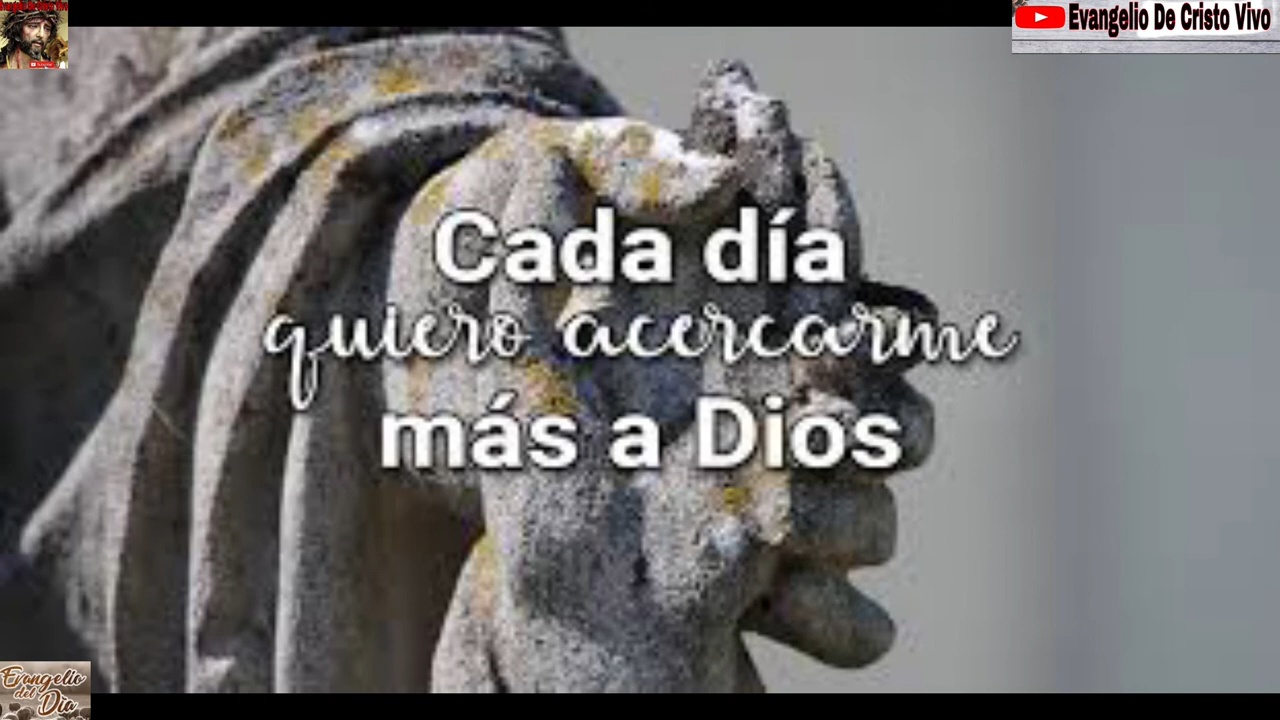 Evangelio De Cristo Vivo
Cada día
quiero acercarme
más a Dios
Evangelio
del
Día